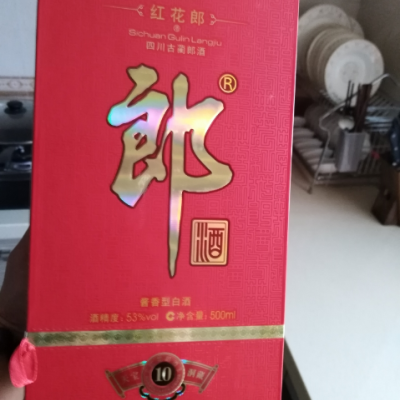 红花郎
Sichuan Gulin Langjiu
四川古蔺郎酒
郎®
酒
酱香型白酒
酒精度：53%vol 净含量：500ml
10